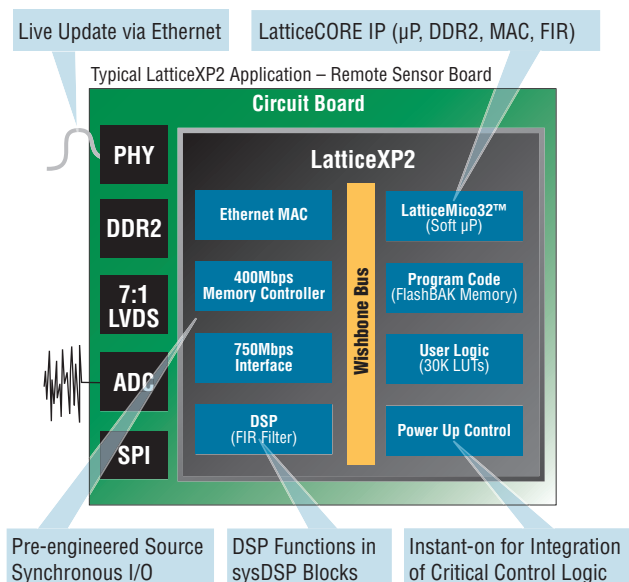 Live Update via Ethernet
LatticeCORE IP (µP, DDR2, MAC, FIR)
Typical LatticeXP2 Application – Remote Sensor Board
Circuit Board
PHY
DDR2
7:1
LVDS
ADC
SPI
LatticeXP2
Ethernet MAC
400Mbps
Memory Controller
750Mbps
Interface
DSP
(FIR Filter)
Wishbone Bus
LatticeMico32™
(Soft µP)
Program Code
(FlashBAK Memory)
User Logic
(30K LUTs)
Power Up Control
Pre-engineered Source
Synchronous I/O
DSP Functions in
sysDSP Blocks
Instant-on for Integration
of Critical Control Logic